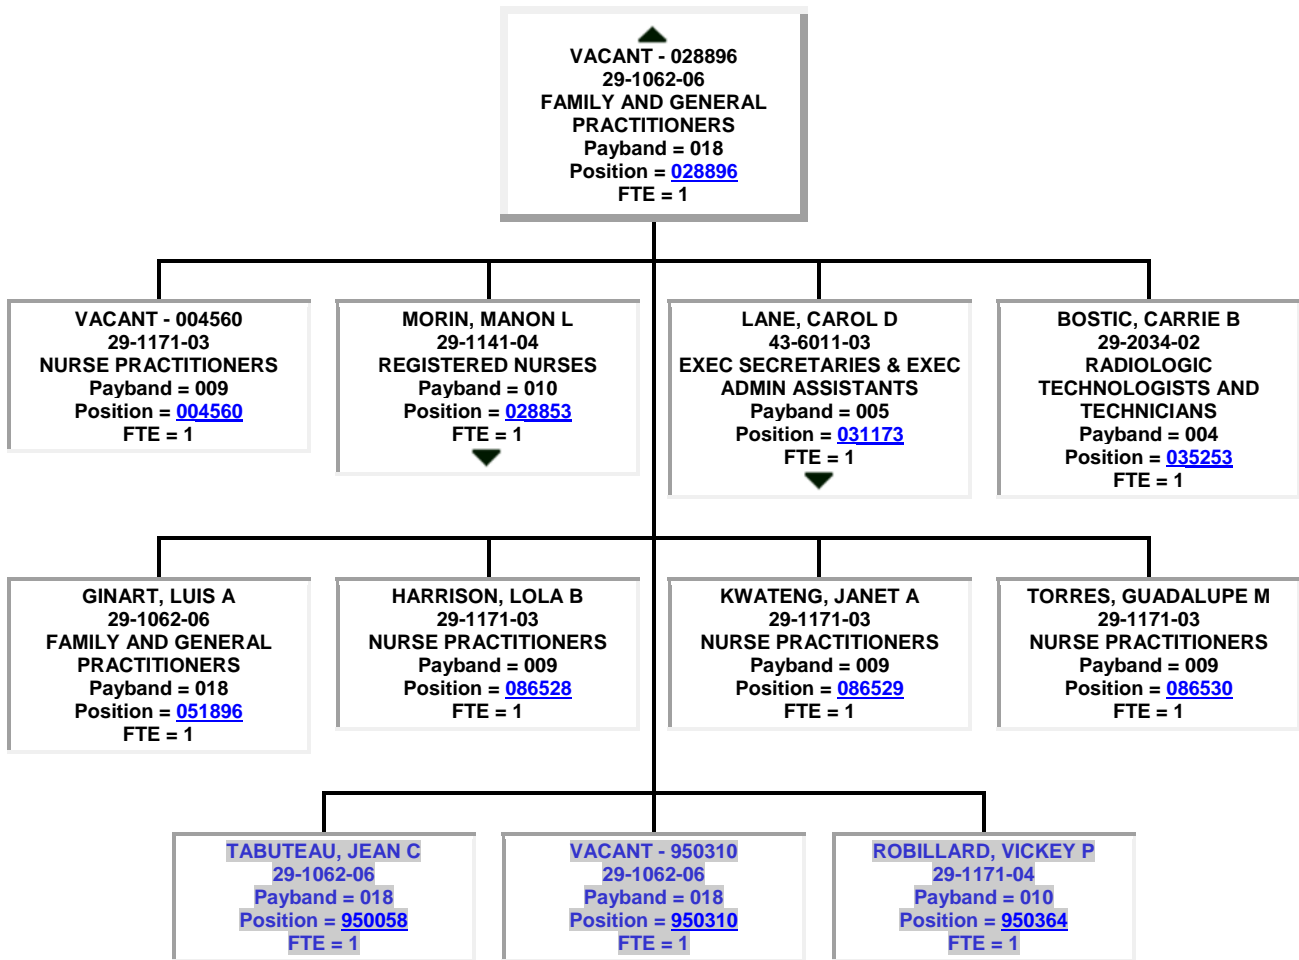 VACANT - 028896
29-1062-06
FAMILY AND GENERAL
PRACTITIONERS
Payband = 018
Position = 028896
FTE = 1
VACANT - 004560
29-1171-03
NURSE PRACTITIONERS
Payband = 009
Position = 004560
FTE = 1
MORIN, MANON L
29-1141-04
REGISTERED NURSES
Payband = 010
Position = 028853
FTE = 1
LANE, CAROL D
43-6011-03
EXEC SECRETARIES & EXEC
ADMIN ASSISTANTS
Payband = 005
Position = 031173
FTE = 1
BOSTIC, CARRIE B
29-2034-02
RADIOLOGIC
TECHNOLOGISTS AND
TECHNICIANS
Payband = 004
Position = 035253
FTE = 1
GINART, LUIS A
29-1062-06
FAMILY AND GENERAL
PRACTITIONERS
Payband = 018
Position = 051896
FTE = 1
HARRISON, LOLA B
29-1171-03
NURSE PRACTITIONERS
Payband = 009
Position = 086528
FTE = 1
KWATENG, JANET A
29-1171-03
NURSE PRACTITIONERS
Payband = 009
Position = 086529
FTE = 1
TORRES, GUADALUPE M
29-1171-03
NURSE PRACTITIONERS
Payband = 009
Position = 086530
FTE = 1
TABUTEAU, JEAN C
29-1062-06
Payband = 018
Position = 950058
FTE = 1
VACANT - 950310
29-1062-06
Payband = 018
Position = 950310
FTE = 1
ROBILLARD, VICKEY P
29-1171-04
Payband = 010
Position = 950364
FTE = 1